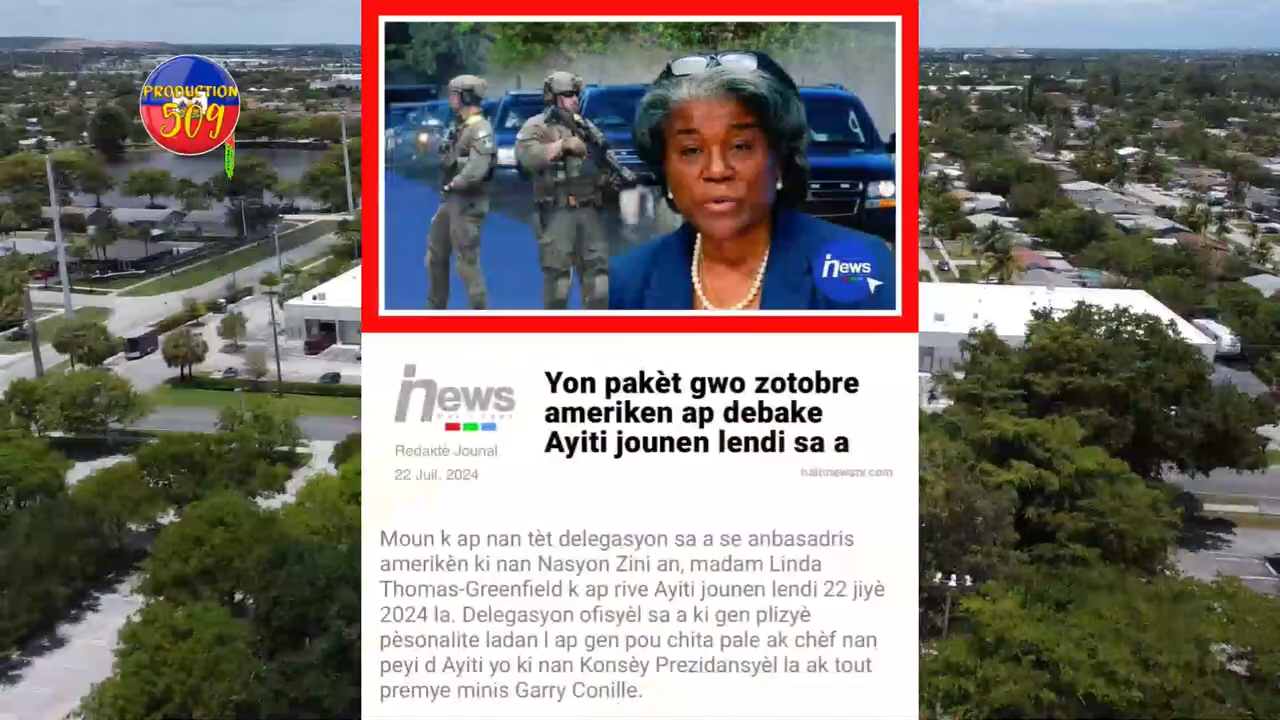 PRODUCTION
509
news
news
Yon pakèt gwo zotobre
ameriken ap debake
Ayiti jounen lendi sa a
Redaktè Jounal
22 Juil. 2024
Moun k ap nan tèt delegasyon sa a se anbasadris
amerikèn ki nan Nasyon Zini an, madam Linda
Thomas-Greenfield k ap rive Ayiti jounen lendi 22 jiyè
2024 la. Delegasyon ofisyèl sa a ki gen plizyè
pèsonalite ladan l ap gen pou chita pale ak chèf nan
peyi d Ayiti yo ki nan Konsèy Prezidansyèl la ak tout
premye minis Garry Conille.